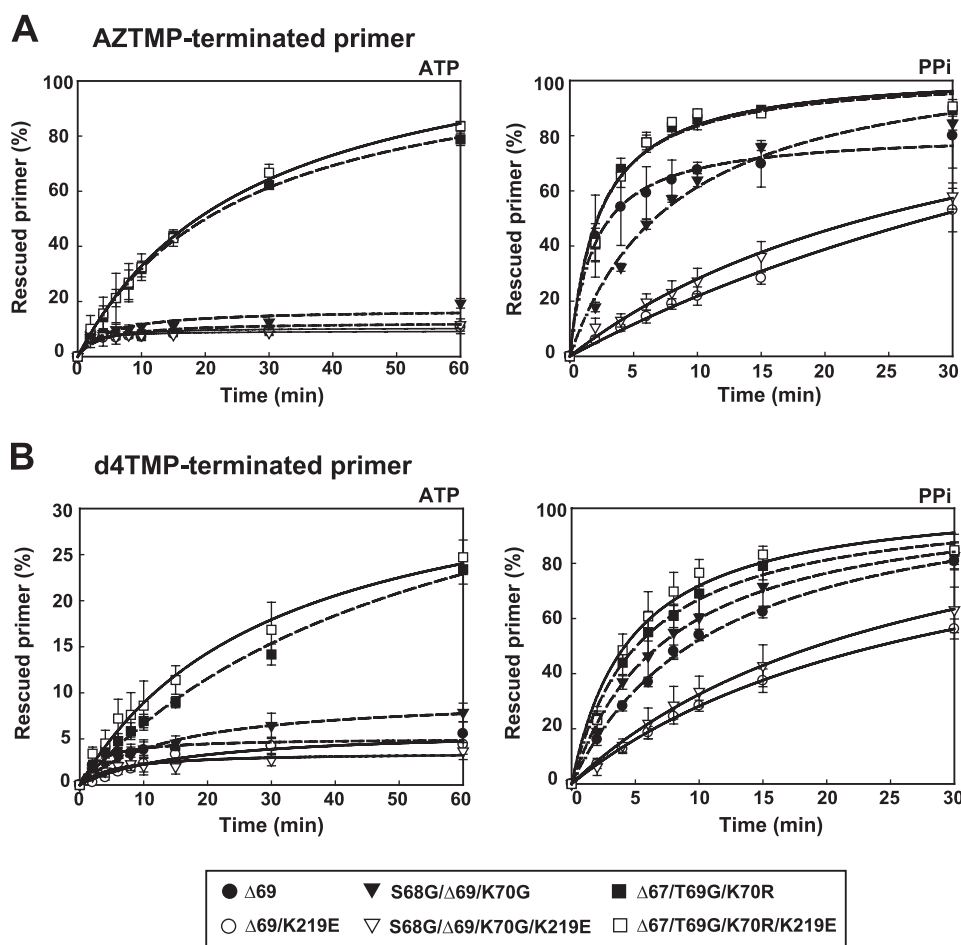 A
AZTMP-terminated primer
ATP
Rescued primer (%)
100
80
60
40
20
0
0 10 20 30 40 50 60
Time (min)
PPi
Rescued primer (%)
100
80
60
40
20
0
0 5 10 15 20 25 30
Time (min)
B
d4TMP-terminated primer
ATP
Rescued primer (%)
30
25
20
15
10
5
0
0 10 20 30 40 50 60
Time (min)
PPi
Rescued primer (%)
100
80
60
40
20
0
0 5 10 15 20 25 30
Time (min)
Δ69 S68G/Δ69/K70G Δ67/T69G/K70R
Δ69/K219E S68G/Δ69/K70G/K219E Δ67/T69G/K70R/K219E